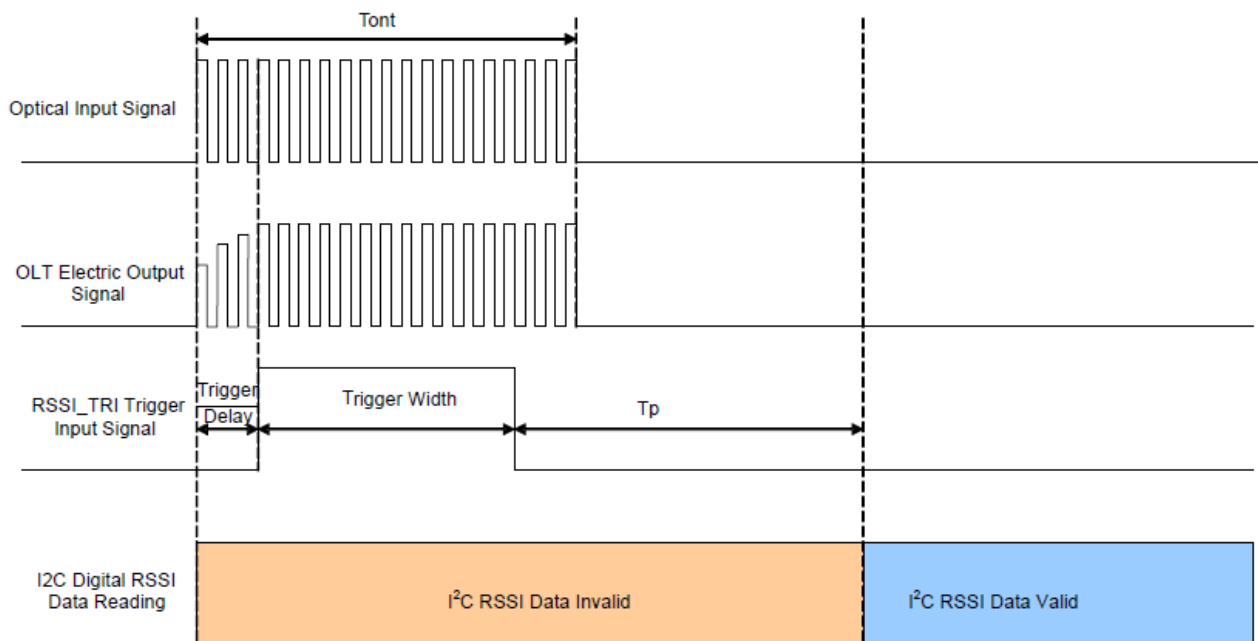 Tont
Optical Input Signal
OLT Electric Output
Signal
RSSI_TRI Trigger
Input Signal
Trigger
Delay
Trigger Width
Tp
I2C Digital RSSI
Data Reading
I²C RSSI Data Invalid
I²C RSSI Data Valid